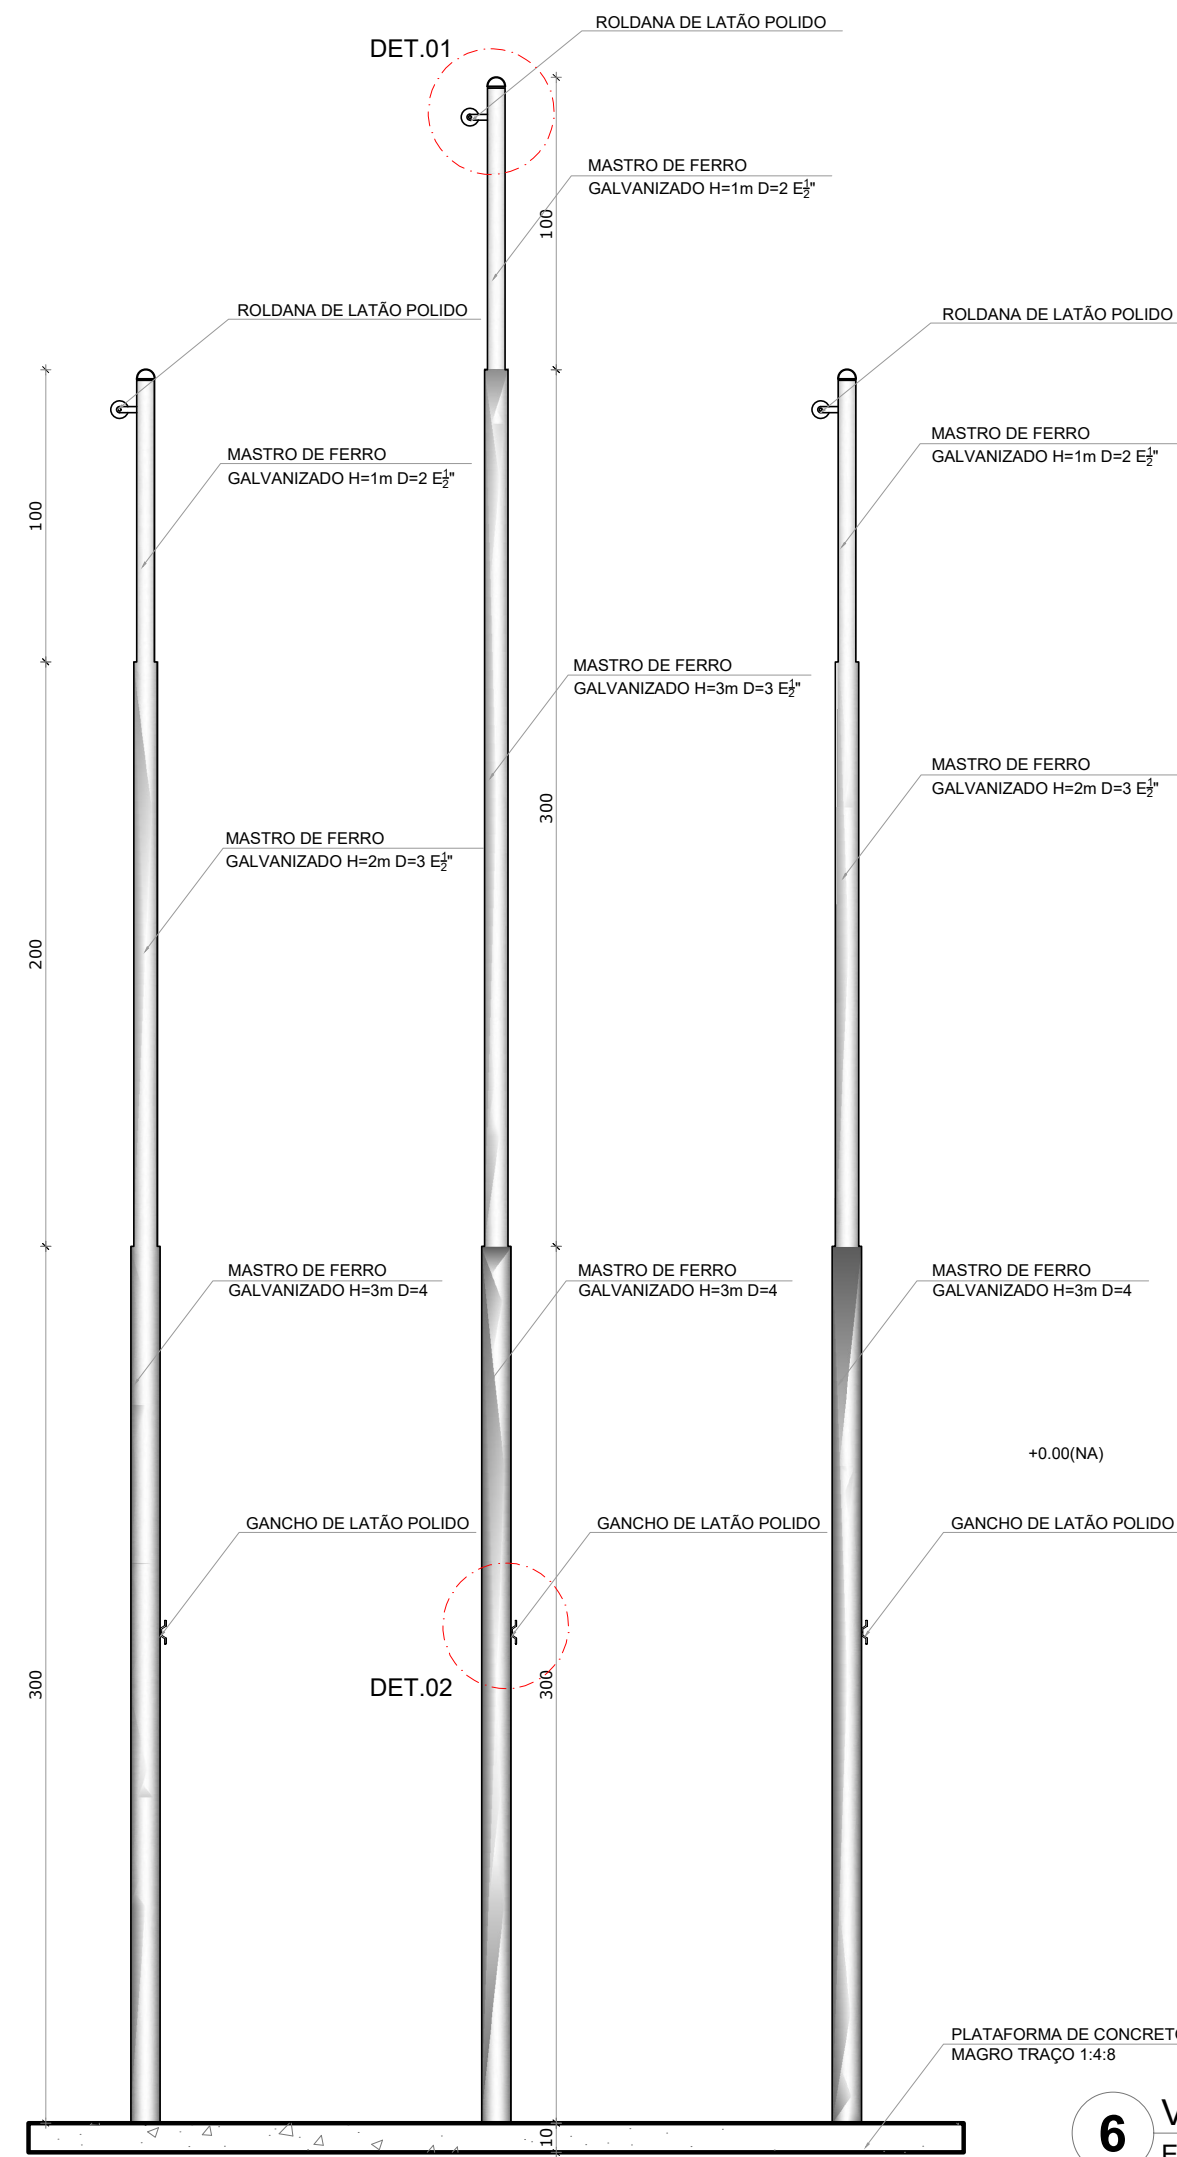 ROLDANA DE LATÃO POLIDO
DET.01
MASTRO DE FERRO
GALVANIZADO H=1m D=2 E½"
100
ROLDANA DE LATÃO POLIDO
ROLDANA DE LATÃO POLIDO
MASTRO DE FERRO
GALVANIZADO H=1m D=2 E½"
MASTRO DE FERRO
GALVANIZADO H=1m D=2 E½"
100
MASTRO DE FERRO
GALVANIZADO H=3m D=3 E½"
MASTRO DE FERRO
GALVANIZADO H=2m D=3 E½"
300
MASTRO DE FERRO
GALVANIZADO H=2m D=3 E½"
200
MASTRO DE FERRO
GALVANIZADO H=3m D=4
MASTRO DE FERRO
GALVANIZADO H=3m D=4
MASTRO DE FERRO
GALVANIZADO H=3m D=4
+0.00(NA)
GANCHO DE LATÃO POLIDO
GANCHO DE LATÃO POLIDO
GANCHO DE LATÃO POLIDO
300
DET.02
300
PLATAFORMA DE CONCRETO
MAGRO TRAÇO 1:4:8
10
6